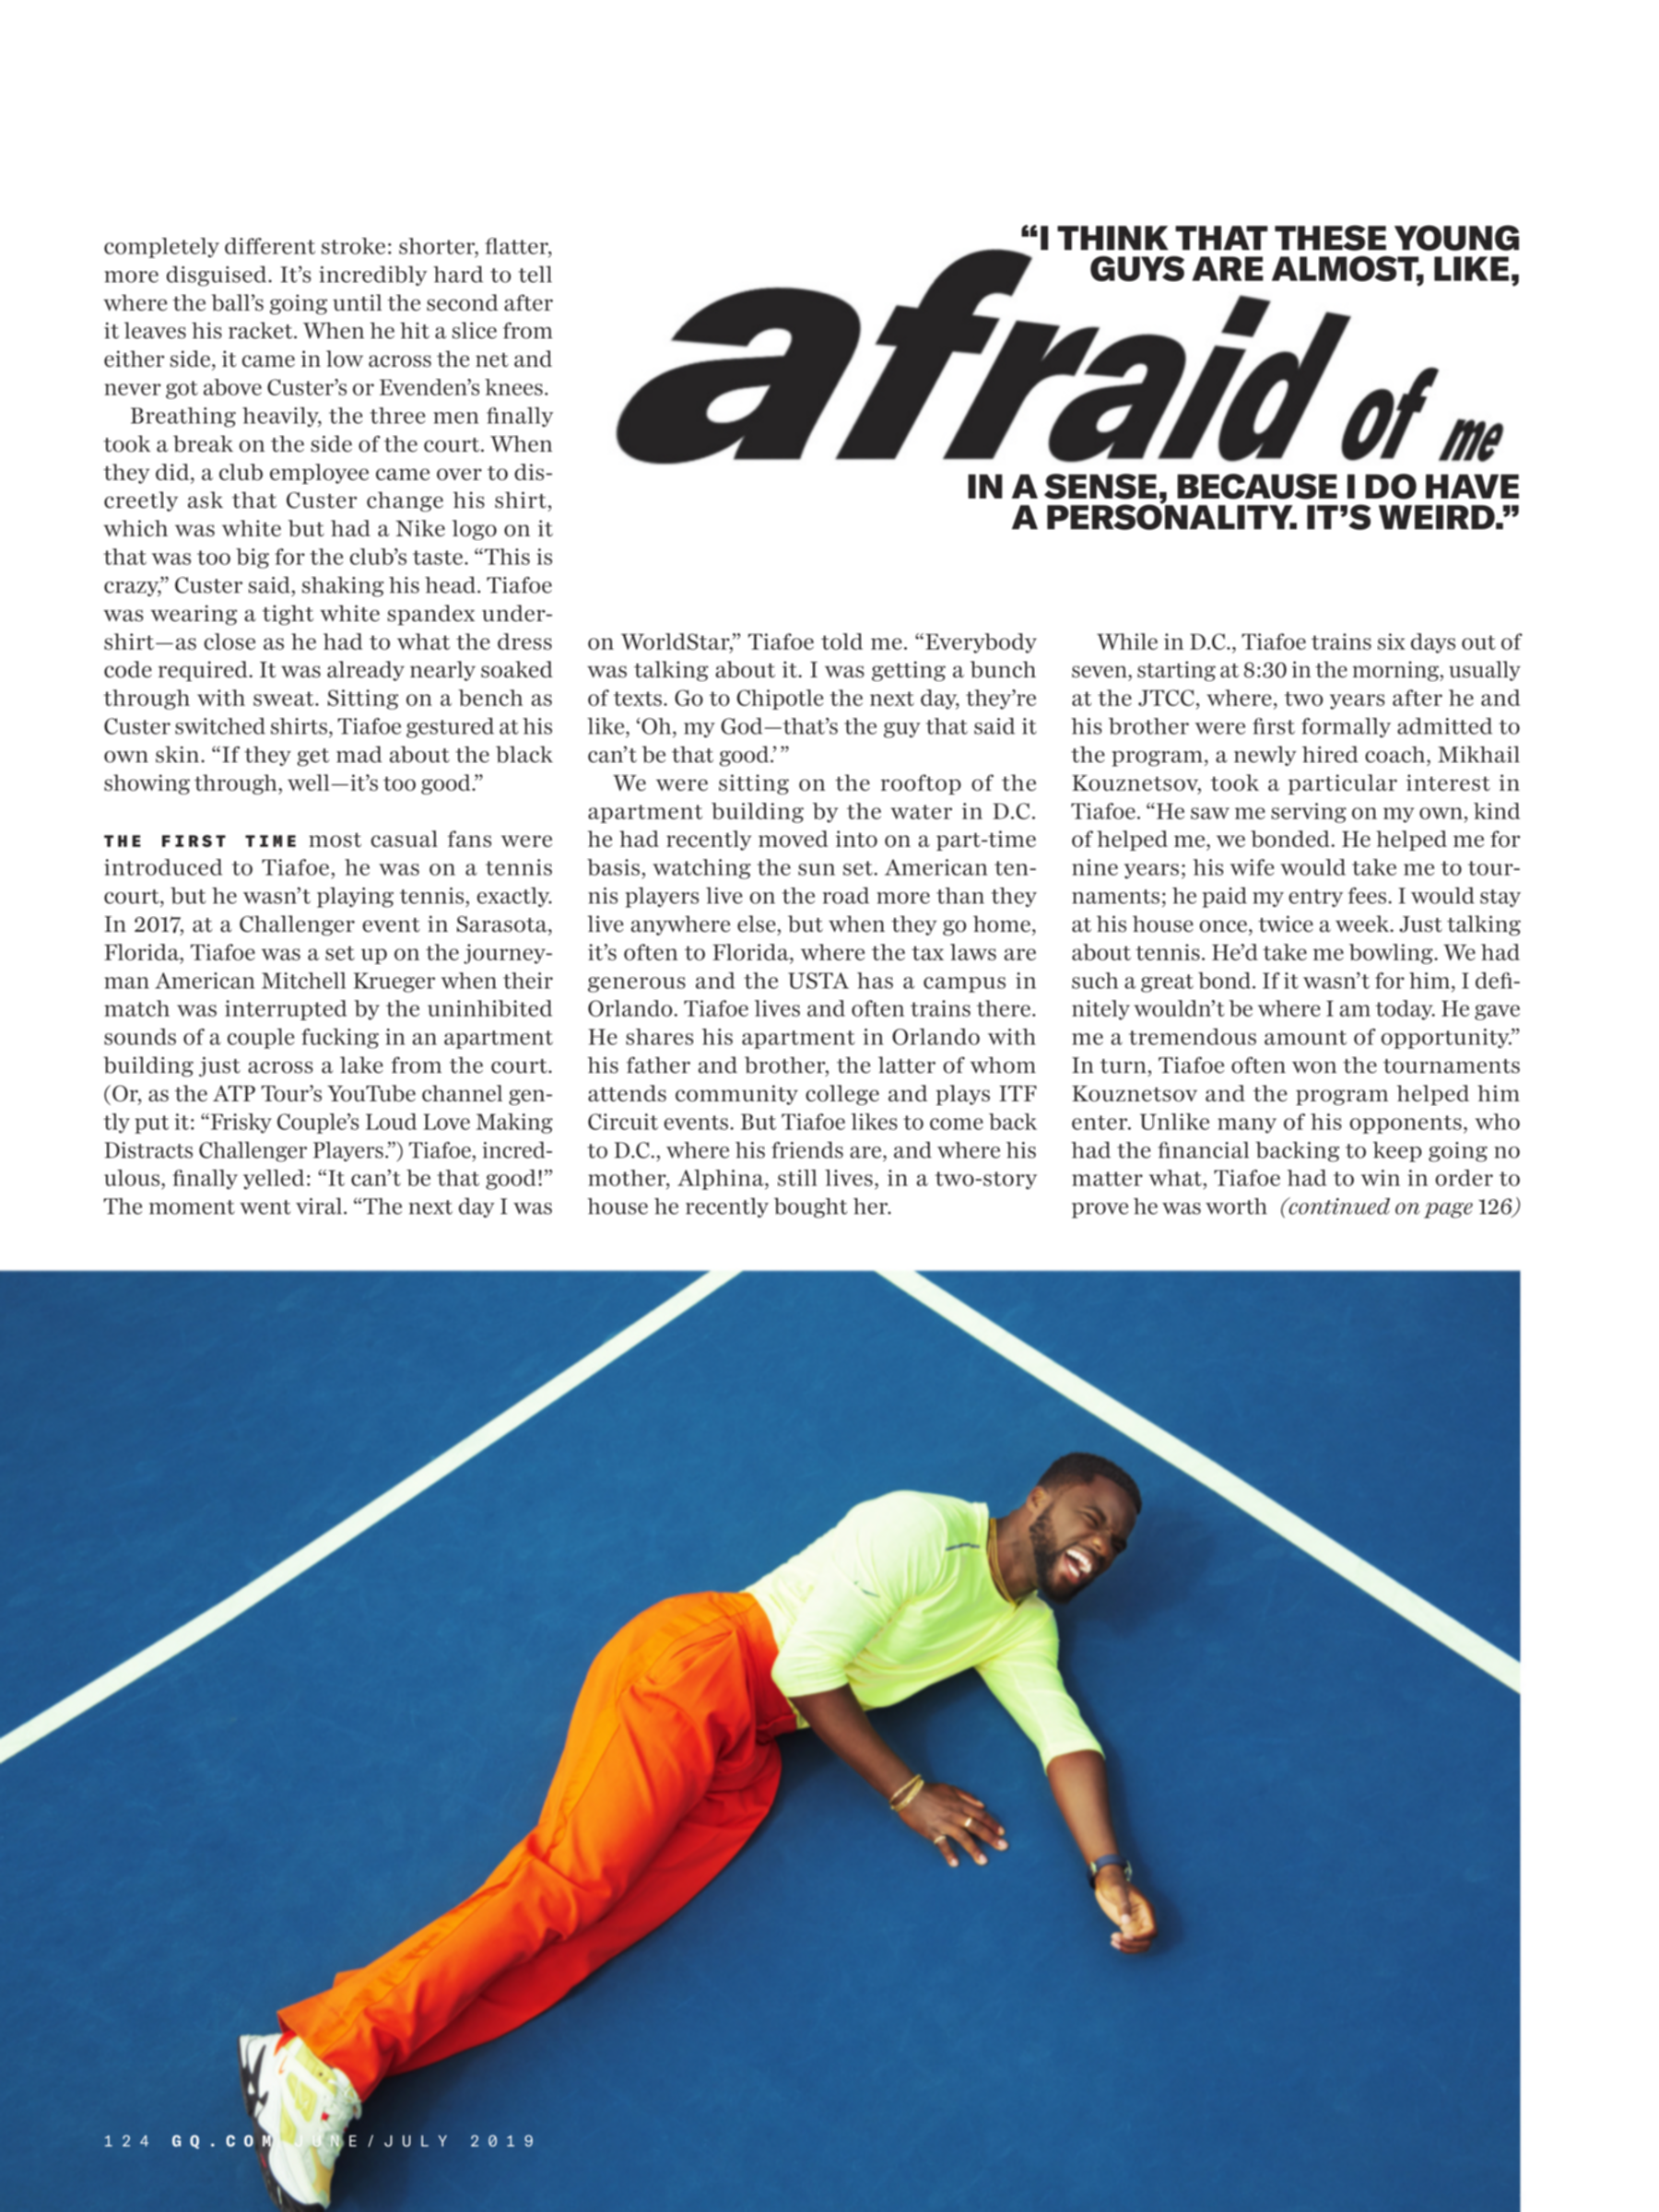 completely different stroke: shorter, flatter,
more disguised. It’s incredibly hard to tell
where the ball’s going until the second after
it leaves his racket. When he hit a slice from
either side, it came in low across the net and
never got above Custer’s or Evenden’s knees.
Breathing heavily, the three men finally
took a break on the side of the court. When
they did, a club employee came over to dis-
creetly ask that Custer change his shirt,
which was white but had a Nike logo on it
that was too big for the club’s taste. “This is
crazy,” Custer said, shaking his head. Tiafoe
was wearing a tight white spandex under-
shirt—as close as he had to what the dress
code required. It was already nearly soaked
through with sweat. Sitting on a bench as
Custer switched shirts, Tiafoe gestured at his
own skin. “If they get mad about the black
showing through, well—it’s too good.”
THE FIRST TIME most casual fans were
introduced to Tiafoe, he was on a tennis
court, but he wasn’t playing tennis, exactly.
In 2017, at a Challenger event in Sarasota,
Florida, Tiafoe was a set up on the journey-
man American Mitchell Krueger when their
match was interrupted by the uninhibited
sounds of a couple fucking in an apartment
building just across a lake from the court.
(Or, as the ATP Tour’s YouTube channel gen-
tly put it: “Frisky Couple’s Loud Love Making
Distracts Challenger Players.”) Tiafoe, incred-
ulous, finally yelled: “It can’t be that good!”
The moment went viral. “The next day I was
“I THINK THAT THESE YOUNG
GUYS ARE ALMOST, LIKE,
afraid of me
IN A SENSE, BECAUSE I DO HAVE
A PERSONALITY. IT’S WEIRD.”
on WorldStar,” Tiafoe told me. “Everybody
was talking about it. I was getting a bunch
of texts. Go to Chipotle the next day, they’re
like, ‘Oh, my God—that’s the guy that said it
can’t be that good.’”
We were sitting on the rooftop of the
apartment building by the water in D.C.
he had recently moved into on a part-time
basis, watching the sun set. American ten-
nis players live on the road more than they
live anywhere else, but when they go home,
it’s often to Florida, where the tax laws are
generous and the USTA has a campus in
Orlando. Tiafoe lives and often trains there.
He shares his apartment in Orlando with
his father and brother, the latter of whom
attends community college and plays ITF
Circuit events. But Tiafoe likes to come back
to D.C., where his friends are, and where his
mother, Alphina, still lives, in a two-story
house he recently bought her.
While in D.C., Tiafoe trains six days out of
seven, starting at 8:30 in the morning, usually
at the JTCC, where, two years after he and
his brother were first formally admitted to
the program, a newly hired coach, Mikhail
Kouznetsov, took a particular interest in
Tiafoe. “He saw me serving on my own, kind
of helped me, we bonded. He helped me for
nine years; his wife would take me to tour-
naments; he paid my entry fees. I would stay
at his house once, twice a week. Just talking
about tennis. He’d take me bowling. We had
such a great bond. If it wasn’t for him, I defi-
nitely wouldn’t be where I am today. He gave
me a tremendous amount of opportunity.”
In turn, Tiafoe often won the tournaments
Kouznetsov and the program helped him
enter. Unlike many of his opponents, who
had the financial backing to keep going no
matter what, Tiafoe had to win in order to
prove he was worth (continued on page 126)
124 GQ.COM JUNE/JULY 2019